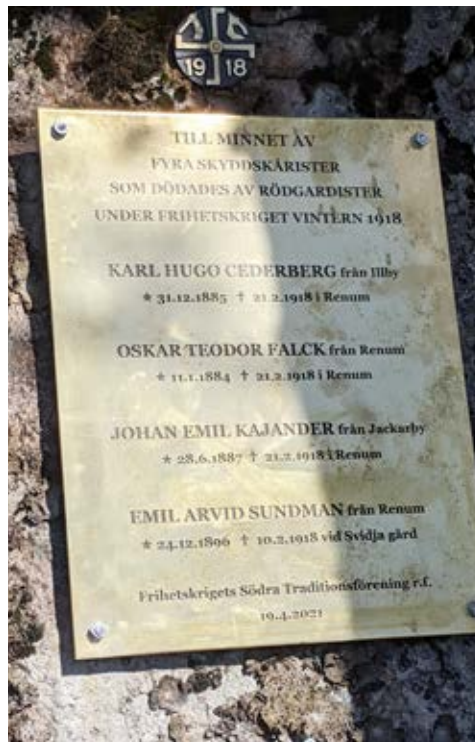 19 18
TILL MINNET AV
FYRA SKYDDSKÅRISTER
SOM DÖDADES AV RÖDGARDISTER
UNDER FRIHETSKRIGET VINTERN 1918
KARL HUGO CEDERBERG från Illby
* 31.12.1885 † 21.2.1918 i Renum
OSKAR TEODOR FALCK från Renum
* 11.1.1884 † 21.2.1918 i Renum
JOHAN EMIL KAJANDER från Jackarby
* 28.6.1887 † 21.2.1918 i Renum
EMIL ARVID SUNDMAN från Renum
* 24.12.1896 † 10.2.1918 vid Svidja gård
Frihetskrigets Södra Traditionsförening r.f.
19.4.2021